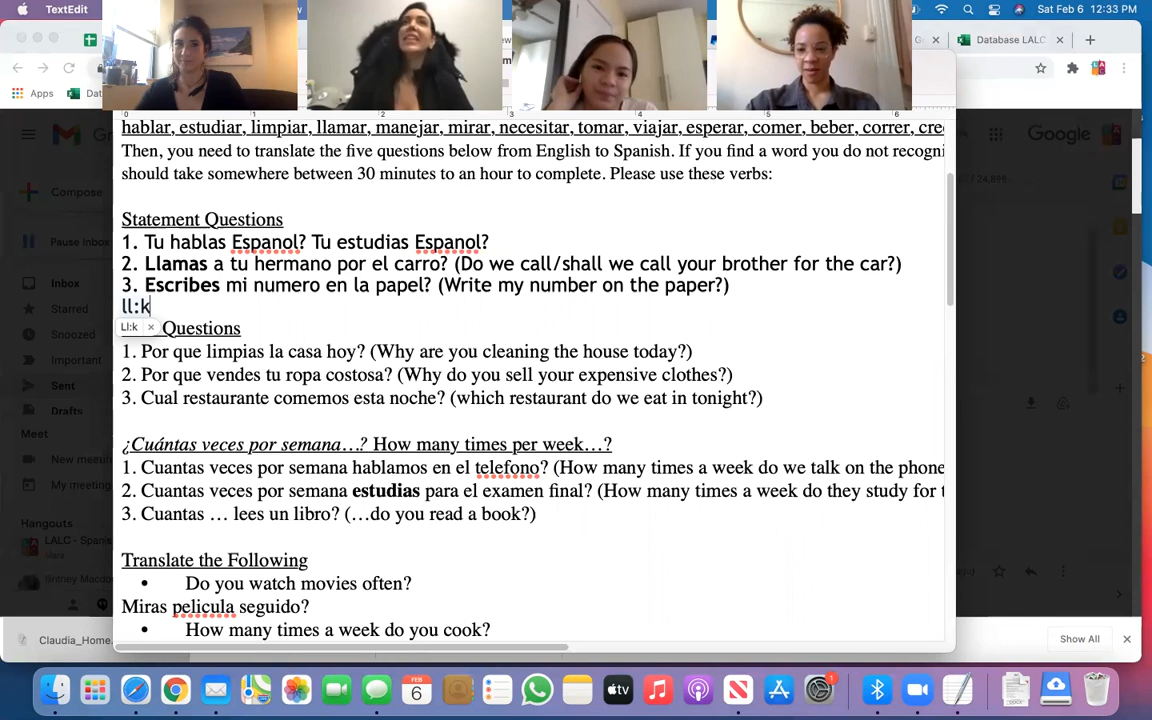 TextEdit
Sat Feb 6 12:33 PM
Database LALC
Apps
Google
hablar, estudiar, limpiar, llamar, manejar, mirar, necesitar, tomar, viajar, esperar, comer, beber, correr, cre
Then, you need to translate the five questions below from English to Spanish. If you find a word you do not recogni
should take somewhere between 30 minutes to an hour to complete. Please use these verbs:
Compose
Pause Inbox
Inbox
Starred
Snoozed
Important
Sent
Drafts
Meet
New meetin
My meeting
Hangouts
LALC - Spanis
Statement Questions
1. Tu hablas Espanol? Tu estudias Espanol?
2. Llamas a tu hermano por el carro? (Do we call/shall we call your brother for the car?)
3. Escribes mi numero en la papel? (Write my number on the paper?)
ll:k
Ll:k ×
Questions
1. Por que limpias la casa hoy? (Why are you cleaning the house today?)
2. Por que vendes tu ropa costosa? (Why do you sell your expensive clothes?)
3. Cual restaurante comemos esta noche? (which restaurant do we eat in tonight?)
¿Cuántas veces por semana…? How many times per week…?
1. Cuantas veces por semana hablamos en el telefono? (How many times a week do we talk on the phone
2. Cuantas veces por semana estudias para el examen final? (How many times a week do they study for t
3. Cuantas … lees un libro? (…do you read a book?)
Translate the Following
• Do you watch movies often?
Miras pelicula seguido?
• How many times a week do you cook?
Claudia_Home
Show All
FEB
6
tv
1